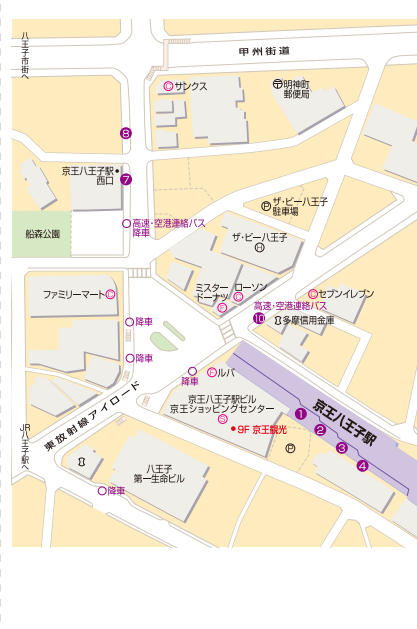 八王子市街へ
甲州街道
Ⓒサンクス
〒明神町
郵便局
8
京王八王子駅
西口
7
Ⓟザ・ビー八王子
駐車場
船森公園
高速・空港連絡バス
降車
ザ・ビー八王子
Ⓗ
ファミリーマートⒸ
ミスター
ドーナツ
Ⓕ
ローソン
Ⓒ
Ⓒセブンイレブン
高速・空港連絡バス
10
多摩信用金庫
降車
降車
降車
Ⓕルパ
京王八王子駅ビル
京王ショッピングセンター
Ⓢ
9F 京王観光
京王八王子駅
1
2
3
4
Ⓟ
東放射線アイロード
JR八王子駅へ
八王子
第一生命ビル
降車